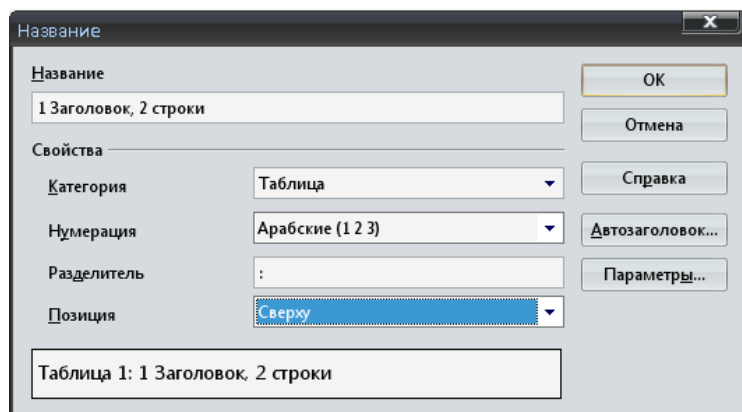 Название
Название
1 Заголовок, 2 строки
Свойства
Категория
Таблица
Нумерация
Арабские (1 2 3)
Разделитель
:
Позиция
Сверху
Таблица 1: 1 Заголовок, 2 строки
ОК
Отмена
Справка
Автозаголовок...
Параметры...